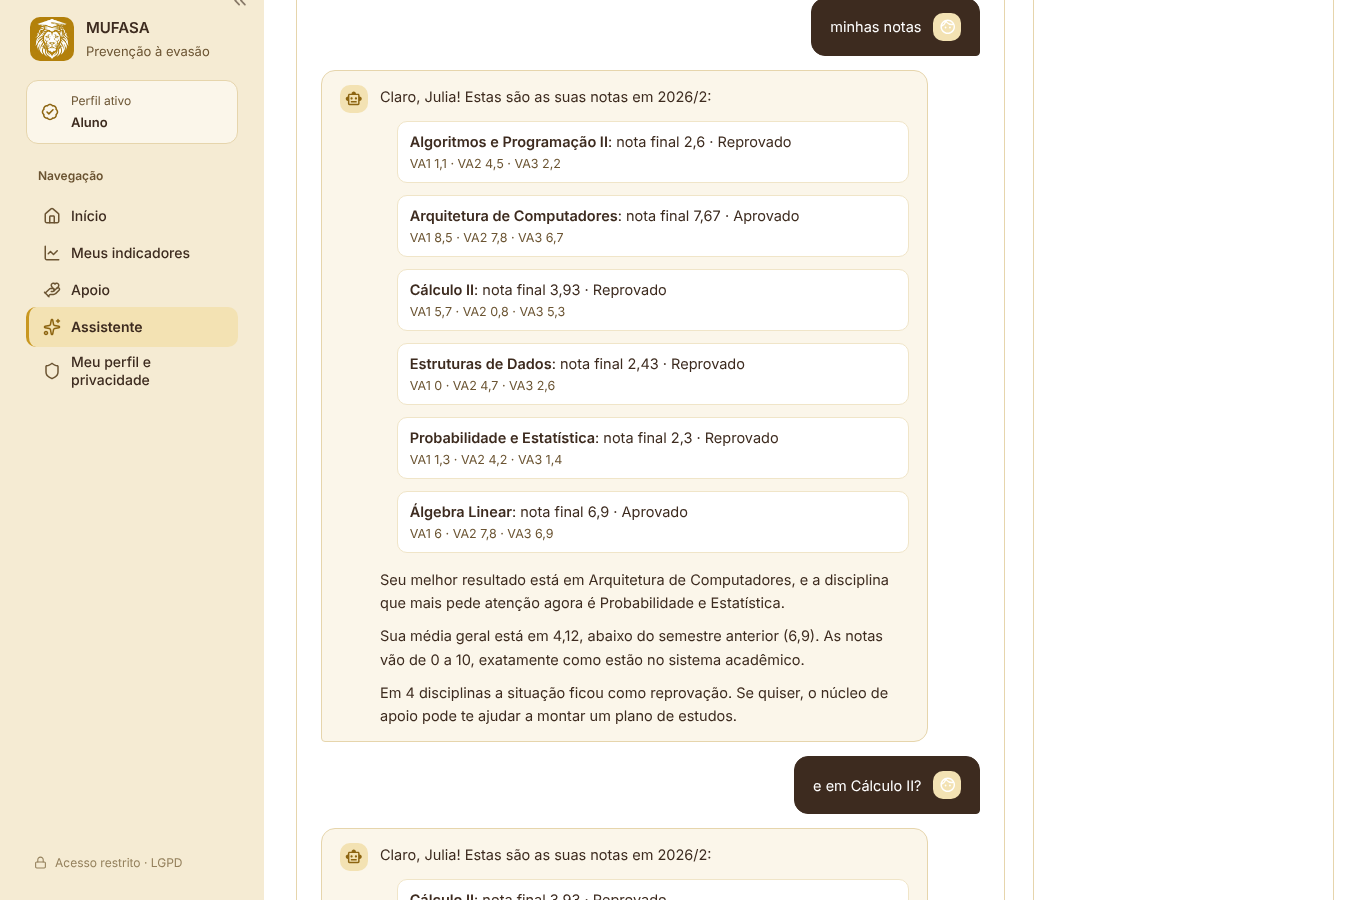 MUFASA
Prevenção à evasão
Perfil ativo
Aluno
Navegação
Início
Meus indicadores
Apoio
Assistente
Meu perfil e
privacidade
Acesso restrito · LGPD
minhas notas
Claro, Julia! Estas são as suas notas em 2026/2:
Algoritmos e Programação II: nota final 2,6 · Reprovado
VA1 1,1 · VA2 4,5 · VA3 2,2
Arquitetura de Computadores: nota final 7,67 · Aprovado
VA1 8,5 · VA2 7,8 · VA3 6,7
Cálculo II: nota final 3,93 · Reprovado
VA1 5,7 · VA2 0,8 · VA3 5,3
Estruturas de Dados: nota final 2,43 · Reprovado
VA1 0 · VA2 4,7 · VA3 2,6
Probabilidade e Estatística: nota final 2,3 · Reprovado
VA1 1,3 · VA2 4,2 · VA3 1,4
Álgebra Linear: nota final 6,9 · Aprovado
VA1 6 · VA2 7,8 · VA3 6,9
Seu melhor resultado está em Arquitetura de Computadores, e a disciplina
que mais pede atenção agora é Probabilidade e Estatística.
Sua média geral está em 4,12, abaixo do semestre anterior (6,9). As notas
vão de 0 a 10, exatamente como estão no sistema acadêmico.
Em 4 disciplinas a situação ficou como reprovação. Se quiser, o núcleo de
apoio pode te ajudar a montar um plano de estudos.
e em Cálculo II?
Claro, Julia! Estas são as suas notas em 2026/2:
Cálculo II: nota final 3,93 · Reprovado